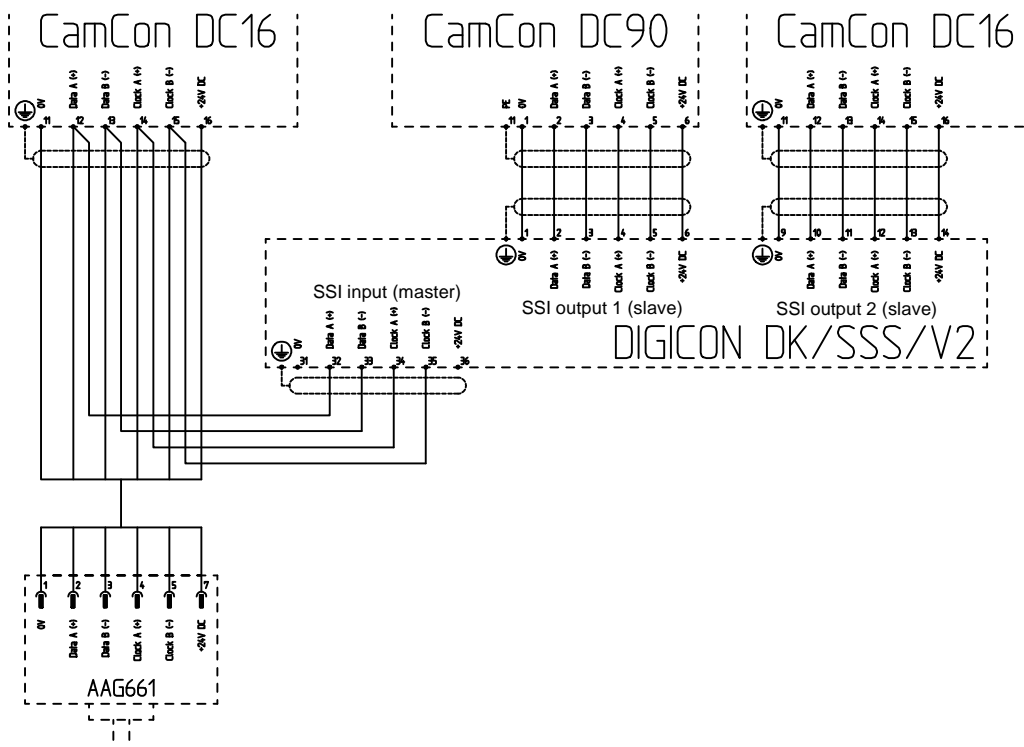 CamCon DC16
CamCon DC90
CamCon DC16
0V
Data A (+)
Data B (-)
Clock A (+)
Clock B (-)
+24V DC
11
12
13
14
15
16
PE
0V
Data A (+)
Data B (-)
Clock A (+)
Clock B (-)
+24V DC
11
1
2
3
4
5
6
0V
Data A (+)
Data B (-)
Clock A (+)
Clock B (-)
+24V DC
11
12
13
14
15
16
1
2
3
4
5
6
0V
Data A (+)
Data B (-)
Clock A (+)
Clock B (-)
+24V DC
9
10
11
12
13
14
0V
Data A (+)
Data B (-)
Clock A (+)
Clock B (-)
+24V DC
SSI input (master)
SSI output 1 (slave)
SSI output 2 (slave)
DIGICON DK/SSS/V2
0V
Data A (+)
Data B (-)
Clock A (+)
Clock B (-)
+24V DC
31
32
33
34
35
36
1
2
3
4
5
7
0V
Data A (+)
Data B (-)
Clock A (+)
Clock B (-)
+24V DC
AAG661